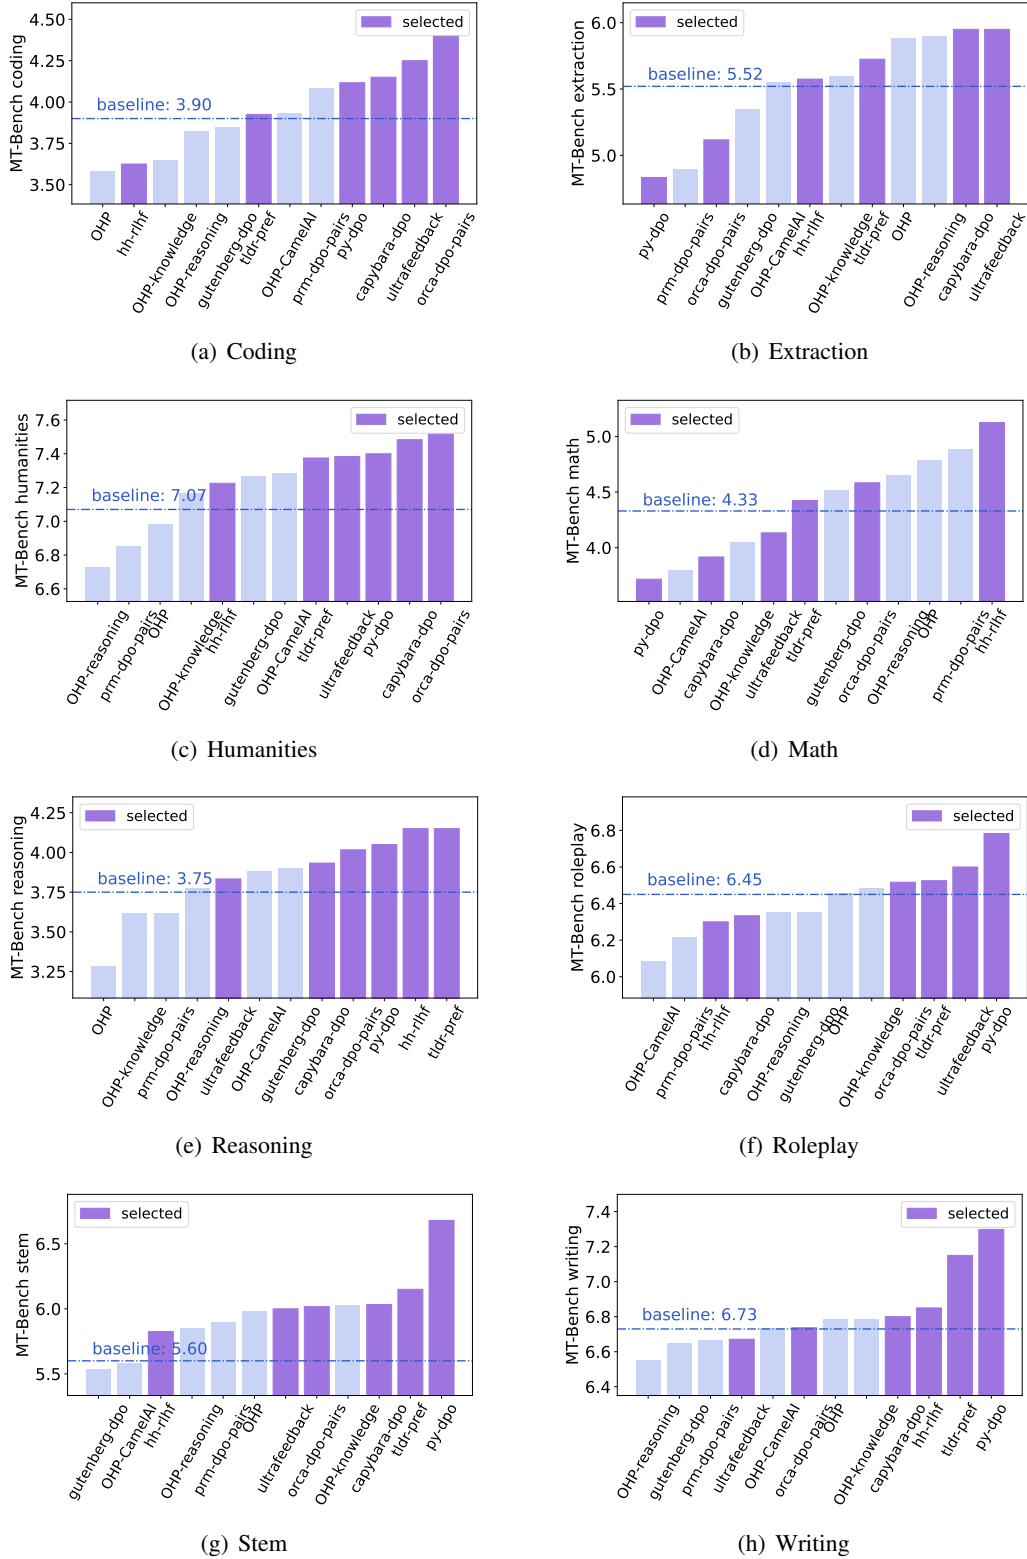 4.50
4.25
4.00
3.75
3.50
MT-Bench coding
selected
baseline: 3.90
OHP
hh-rlhf
OHP-knowledge
OHP-reasoning
gutenberg-dpo
tldr-pref
OHP-CamelAI
prm-dpo-pairs
py-dpo
capybara-dpo
ultrafeedback
orca-dpo-pairs
(a) Coding
6.0
5.5
5.0
MT-Bench extraction
selected
baseline: 5.52
py-dpo
prm-dpo-pairs
orca-dpo-pairs
gutenberg-dpo
OHP-CamelAI
hh-rlhf
OHP-knowledge
tldr-pref
OHP
OHP-reasoning
capybara-dpo
ultrafeedback
(b) Extraction
7.6
7.4
7.2
7.0
6.8
6.6
MT-Bench humanities
selected
baseline: 7.07
OHP-reasoning
prm-dpo-pairs
OHP
OHP-knowledge
hh-rlhf
gutenberg-dpo
OHP-CamelAI
tldr-pref
ultrafeedback
py-dpo
capybara-dpo
orca-dpo-pairs
(c) Humanities
5.0
4.5
4.0
MT-Bench math
selected
baseline: 4.33
py-dpo
OHP-CamelAI
capybara-dpo
OHP-knowledge
ultrafeedback
tldr-pref
gutenberg-dpo
orca-dpo-pairs
OHP-reasoning
OHP
prm-dpo-pairs
hh-rlhf
(d) Math
4.25
4.00
3.75
3.50
3.25
MT-Bench reasoning
selected
baseline: 3.75
OHP
OHP-knowledge
prm-dpo-pairs
OHP-reasoning
ultrafeedback
OHP-CamelAI
gutenberg-dpo
capybara-dpo
orca-dpo-pairs
py-dpo
hh-rlhf
tldr-pref
(e) Reasoning
6.8
6.6
6.4
6.2
6.0
MT-Bench roleplay
selected
baseline: 6.45
OHP-CamelAI
prm-dpo-pairs
hh-rlhf
capybara-dpo
OHP-reasoning
gutenberg-dpo
OHP
OHP-knowledge
orca-dpo-pairs
tldr-pref
ultrafeedback
py-dpo
(f) Roleplay
6.5
6.0
5.5
MT-Bench stem
selected
baseline: 5.60
gutenberg-dpo
OHP-CamelAI
hh-rlhf
OHP-reasoning
prm-dpo-pairs
OHP
ultrafeedback
orca-dpo-pairs
OHP-knowledge
capybara-dpo
tldr-pref
py-dpo
(g) Stem
7.4
7.2
7.0
6.8
6.6
6.4
MT-Bench writing
selected
baseline: 6.73
OHP-reasoning
gutenberg-dpo
prm-dpo-pairs
ultrafeedback
OHP-CamelAI
orca-dpo-pairs
OHP
OHP-knowledge
capybara-dpo
hh-rlhf
tldr-pref
py-dpo
(h) Writing